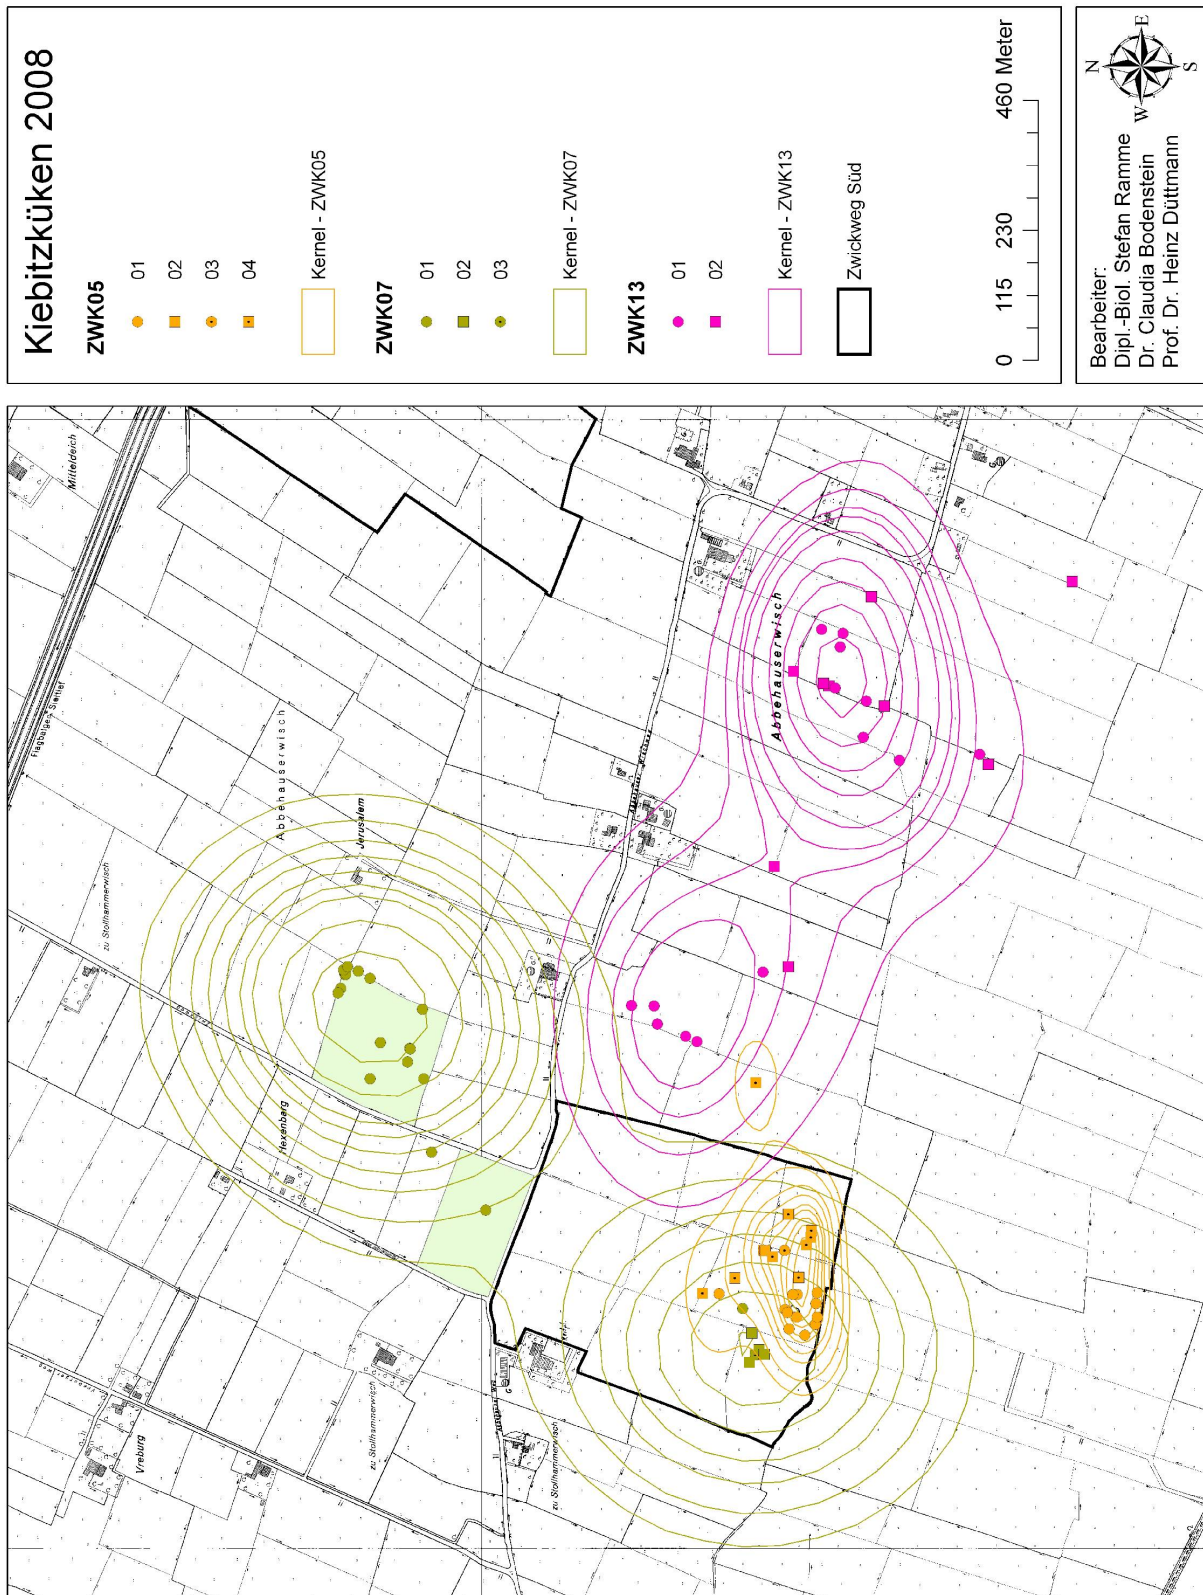 Kiebitzküken 2008
ZWK05
01
02
03
04
Kernel - ZWK05
ZWK07
01
02
03
Kernel - ZWK07
ZWK13
01
02
Kernel - ZWK13
Zwickweg Süd
0 115 230 460 Meter
Bearbeiter:
Dipl.-Biol. Stefan Ramme
Dr. Claudia Bodenstein
Prof. Dr. Heinz Düttmann
N
E
S
W
Mitteldeich
Abbehauserwisch
Jerusalem
zu Stollhammerwisch
Hexenberg
Vreburg
zu Stollhammerwisch
zu Stollhammerwisch
Abbehauserwisch